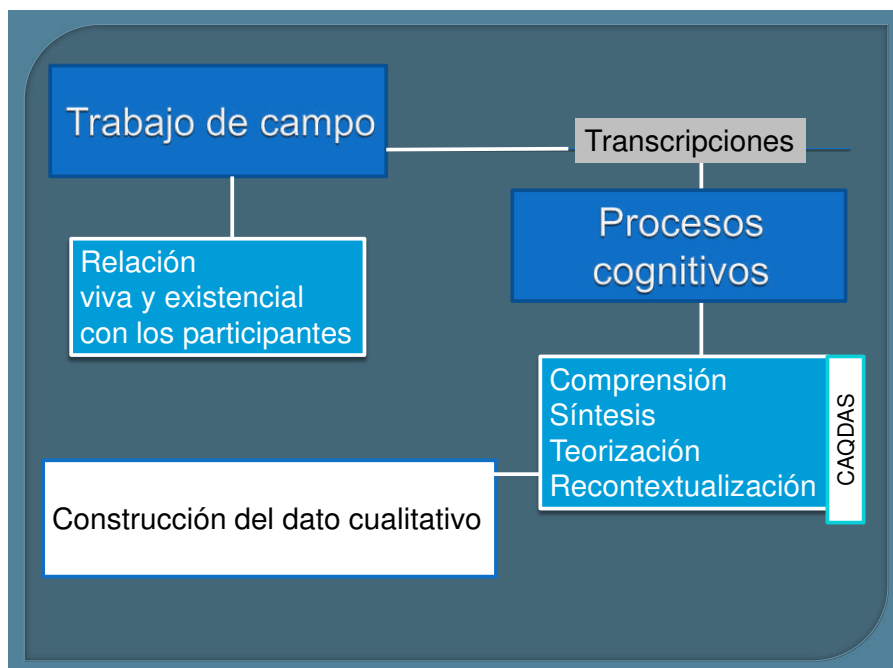 Trabajo de campo
Transcripciones
Relación
viva y existencial
con los participantes
Procesos
cognitivos
Comprensión
Síntesis
Teorización
Recontextualización
CAQDAS
Construcción del dato cualitativo